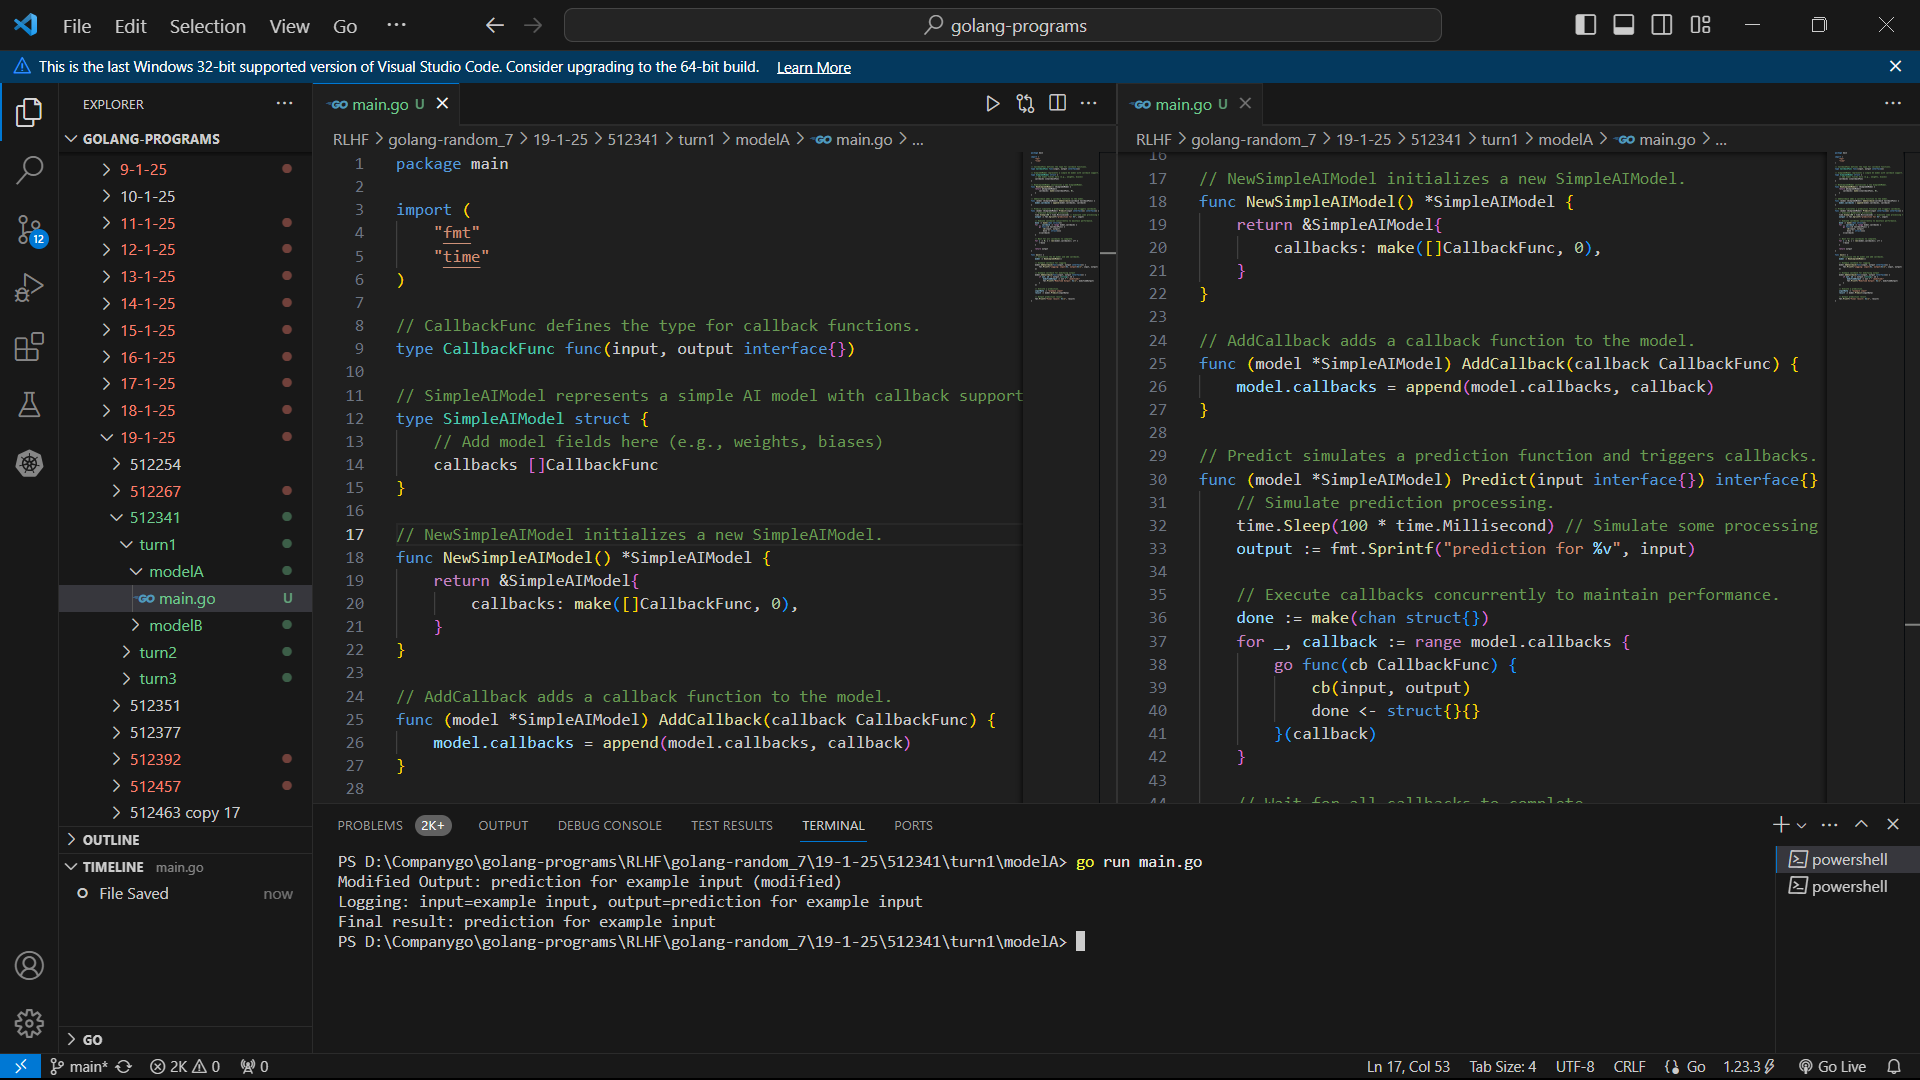 File Edit Selection View Go ···
golang-programs
This is the last Windows 32-bit supported version of Visual Studio Code. Consider upgrading to the 64-bit build. Learn More
EXPLORER
GOLANG-PROGRAMS
9-1-25
10-1-25
11-1-25
12-1-25
13-1-25
14-1-25
15-1-25
16-1-25
17-1-25
18-1-25
19-1-25
512254
512267
512341
turn1
modelA
main.go U
modelB
turn2
turn3
512351
512377
512392
512457
512463 copy 17
OUTLINE
TIMELINE main.go
File Saved now
GO
12
main.go U
RLHF > golang-random_7 > 19-1-25 > 512341 > turn1 > modelA > main.go > ...
1 package main
2
3 import (
4 "fmt"
5 "time"
6 )
7
8 // CallbackFunc defines the type for callback functions.
9 type CallbackFunc func(input, output interface{})
10
11 // SimpleAIModel represents a simple AI model with callback support
12 type SimpleAIModel struct {
13 // Add model fields here (e.g., weights, biases)
14 callbacks []CallbackFunc
15 }
16
17 // NewSimpleAIModel initializes a new SimpleAIModel.
18 func NewSimpleAIModel() *SimpleAIModel {
19 return &SimpleAIModel{
20 callbacks: make([]CallbackFunc, 0),
21 }
22 }
23
24 // AddCallback adds a callback function to the model.
25 func (model *SimpleAIModel) AddCallback(callback CallbackFunc) {
26 model.callbacks = append(model.callbacks, callback)
27 }
28
main.go U
RLHF > golang-random_7 > 19-1-25 > 512341 > turn1 > modelA > main.go > ...
16
17 // NewSimpleAIModel initializes a new SimpleAIModel.
18 func NewSimpleAIModel() *SimpleAIModel {
19 return &SimpleAIModel{
20 callbacks: make([]CallbackFunc, 0),
21 }
22 }
23
24 // AddCallback adds a callback function to the model.
25 func (model *SimpleAIModel) AddCallback(callback CallbackFunc) {
26 model.callbacks = append(model.callbacks, callback)
27 }
28
29 // Predict simulates a prediction function and triggers callbacks.
30 func (model *SimpleAIModel) Predict(input interface{}) interface{}
31 // Simulate prediction processing.
32 time.Sleep(100 * time.Millisecond) // Simulate some processing
33 output := fmt.Sprintf("prediction for %v", input)
34
35 // Execute callbacks concurrently to maintain performance.
36 done := make(chan struct{})
37 for _, callback := range model.callbacks {
38 go func(cb CallbackFunc) {
39 cb(input, output)
40 done <- struct{}{}
41 }(callback)
42 }
43
44 // Wait for all callbacks to complete
PROBLEMS 2K+ OUTPUT DEBUG CONSOLE TEST RESULTS TERMINAL PORTS
PS D:\Companygo\golang-programs\RLHF\golang-random_7\19-1-25\512341\turn1\modelA> go run main.go
Modified Output: prediction for example input (modified)
Logging: input=example input, output=prediction for example input
Final result: prediction for example input
PS D:\Companygo\golang-programs\RLHF\golang-random_7\19-1-25\512341\turn1\modelA>
powershell
powershell
main* 2K 0 0 Ln 17, Col 53 Tab Size: 4 UTF-8 CRLF Go 1.23.3 Go Live